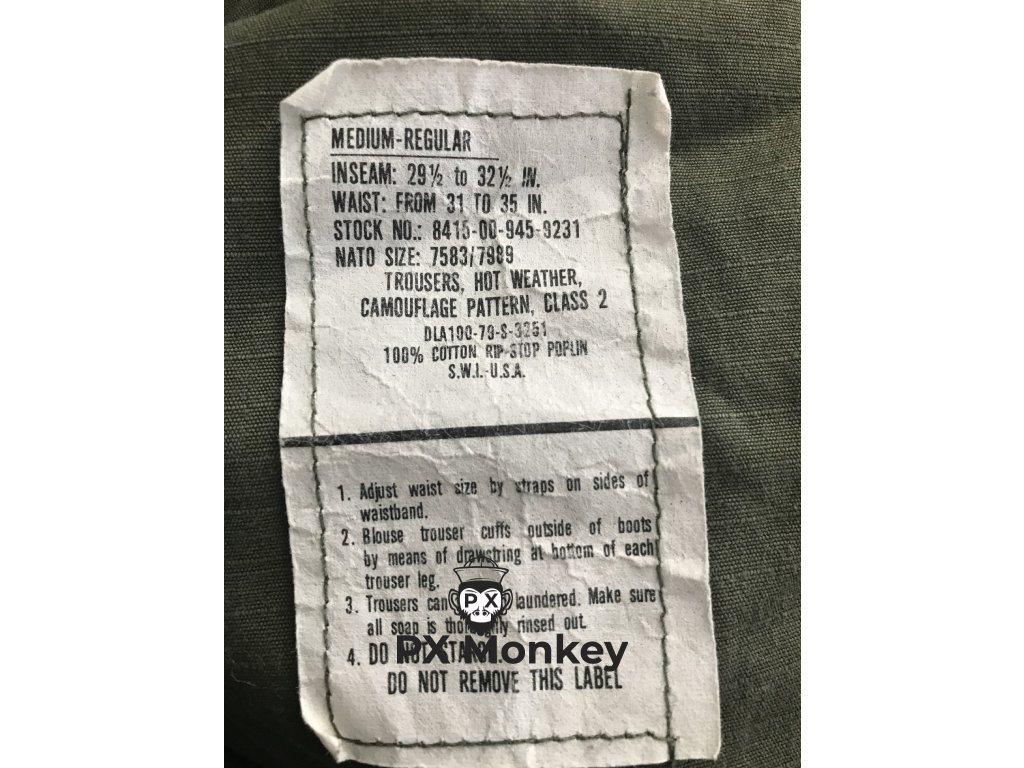 MEDIUM-REGULAR
INSEAM: 29½ to 32½ IN.
WAIST: FROM 31 TO 35 IN.
STOCK NO.: 8415-00-945-9231
NATO SIZE: 7583/7989
TROUSERS, HOT WEATHER,
CAMOUFLAGE PATTERN, CLASS 2
DLA100-79-S-3251
100% COTTON RIP-STOP POPLIN
S.W.I.-U.S.A.
1. Adjust waist size by straps on sides of
waistband.
2. Blouse trouser cuffs outside of boots
by means of drawstring at bottom of each
trouser leg.
3. Trousers can laundered. Make sure
all soap is thoroughly rinsed out.
PX
4. DO NOT STARCH.
PX Monkey
DO NOT REMOVE THIS LABEL